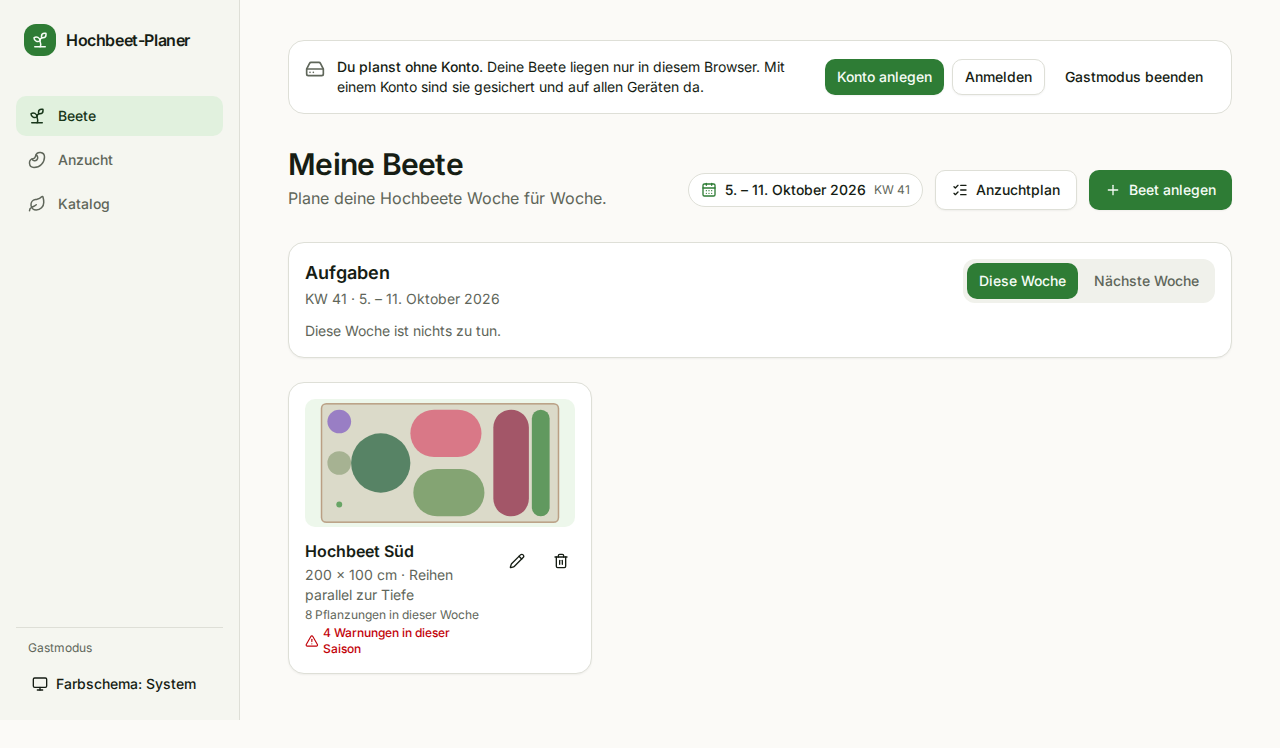 Hochbeet-Planer
Beete
Anzucht
Katalog
Gastmodus
Farbschema: System
Du planst ohne Konto. Deine Beete liegen nur in diesem Browser. Mit
einem Konto sind sie gesichert und auf allen Geräten da.
Konto anlegen
Anmelden
Gastmodus beenden
Meine Beete
Plane deine Hochbeete Woche für Woche.
5. – 11. Oktober 2026 KW 41
Anzuchtplan
Beet anlegen
Aufgaben
KW 41 · 5. – 11. Oktober 2026
Diese Woche
Nächste Woche
Diese Woche ist nichts zu tun.
Hochbeet Süd
200 × 100 cm · Reihen
parallel zur Tiefe
8 Pflanzungen in dieser Woche
4 Warnungen in dieser
Saison